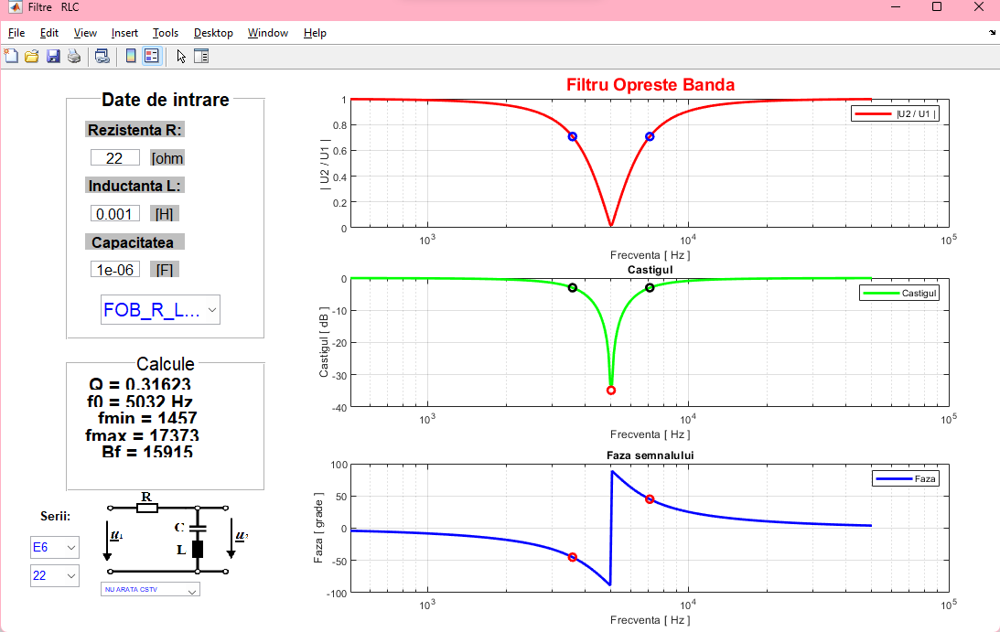 Filtre RLC
File Edit View Insert Tools Desktop Window Help
Date de intrare
Rezistenta R:
22 [ohm
Inductanta L:
0.001 [H]
Capacitatea
1e-06 [F]
FOB_R_L...
Calcule
Q = 0.31623
f0 = 5032 Hz
fmin = 1457
fmax = 17373
Bf = 15915
Serii:
E6
22
R
C
L
u1
u2
NU ARATA CSTV
Filtru Opreste Banda
|U2 / U1 |
| U2 / U1 |
1
0.8
0.6
0.4
0.2
0
10^3 10^4 10^5
Frecventa [ Hz ]
Castigul
Castigul
Castigul [ dB ]
0
-10
-20
-30
-40
10^3 10^4 10^5
Frecventa [ Hz ]
Faza semnalului
Faza
Faza [ grade ]
100
50
0
-50
-100
10^3 10^4 10^5
Frecventa [ Hz ]